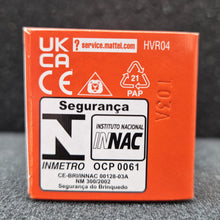 UK
CA
? service.mattel.com
HVR04
CE
21
PAP
T03A
Segurança
N
INMETRO
INSTITUTO NACIONAL
INNAC
OCP 0061
CE-BRI/INNAC 00128-03A
NM 300/2002
Segurança do Brinquedo